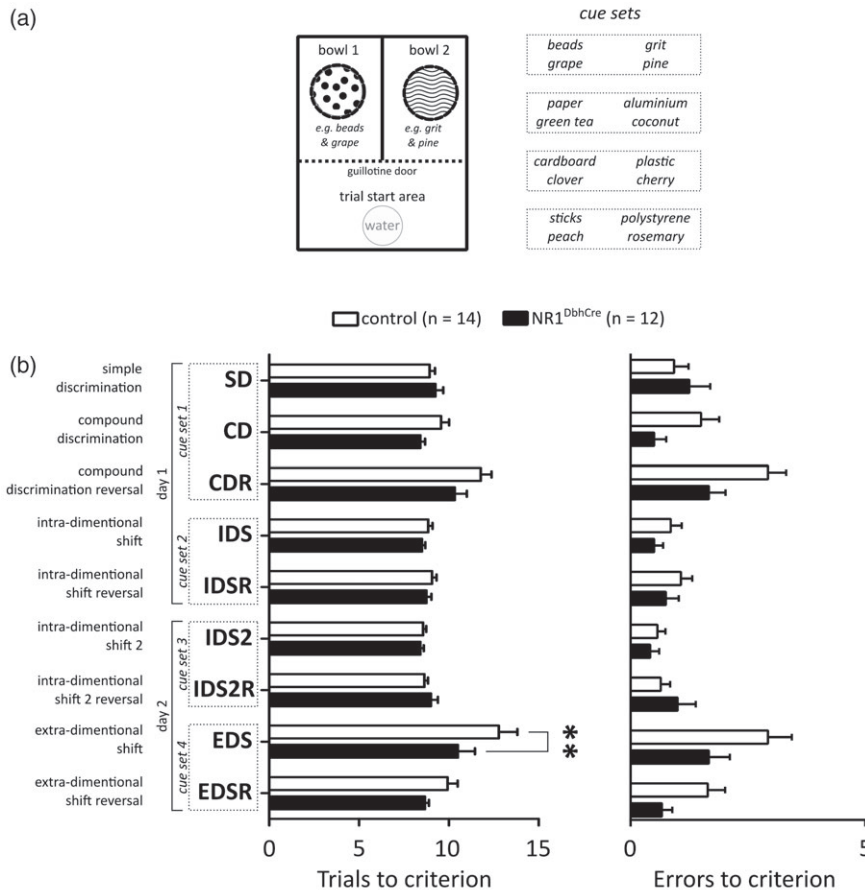 (a)
cue sets
bowl 1 bowl 2
e.g. beads
& grape
e.g. grit
& pine
guillotine door
trial start area
water
beads grit
grape pine
paper aluminium
green tea coconut
cardboard plastic
clover cherry
sticks polystyrene
peach rosemary
control (n = 14) NR1DbhCre (n = 12)
(b)
day 1
cue set 1
simple
discrimination
SD
compound
discrimination
CD
compound
discrimination reversal
CDR
cue set 2
intra-dimentional
shift
IDS
intra-dimentional
shift reversal
IDSR
day 2
cue set 3
intra-dimentional
shift 2
IDS2
intra-dimentional
shift 2 reversal
IDS2R
cue set 4
extra-dimentional
shift
EDS
extra-dimentional
shift reversal
EDSR
*
*
0 5 10 15
Trials to criterion
0 5
Errors to criterion